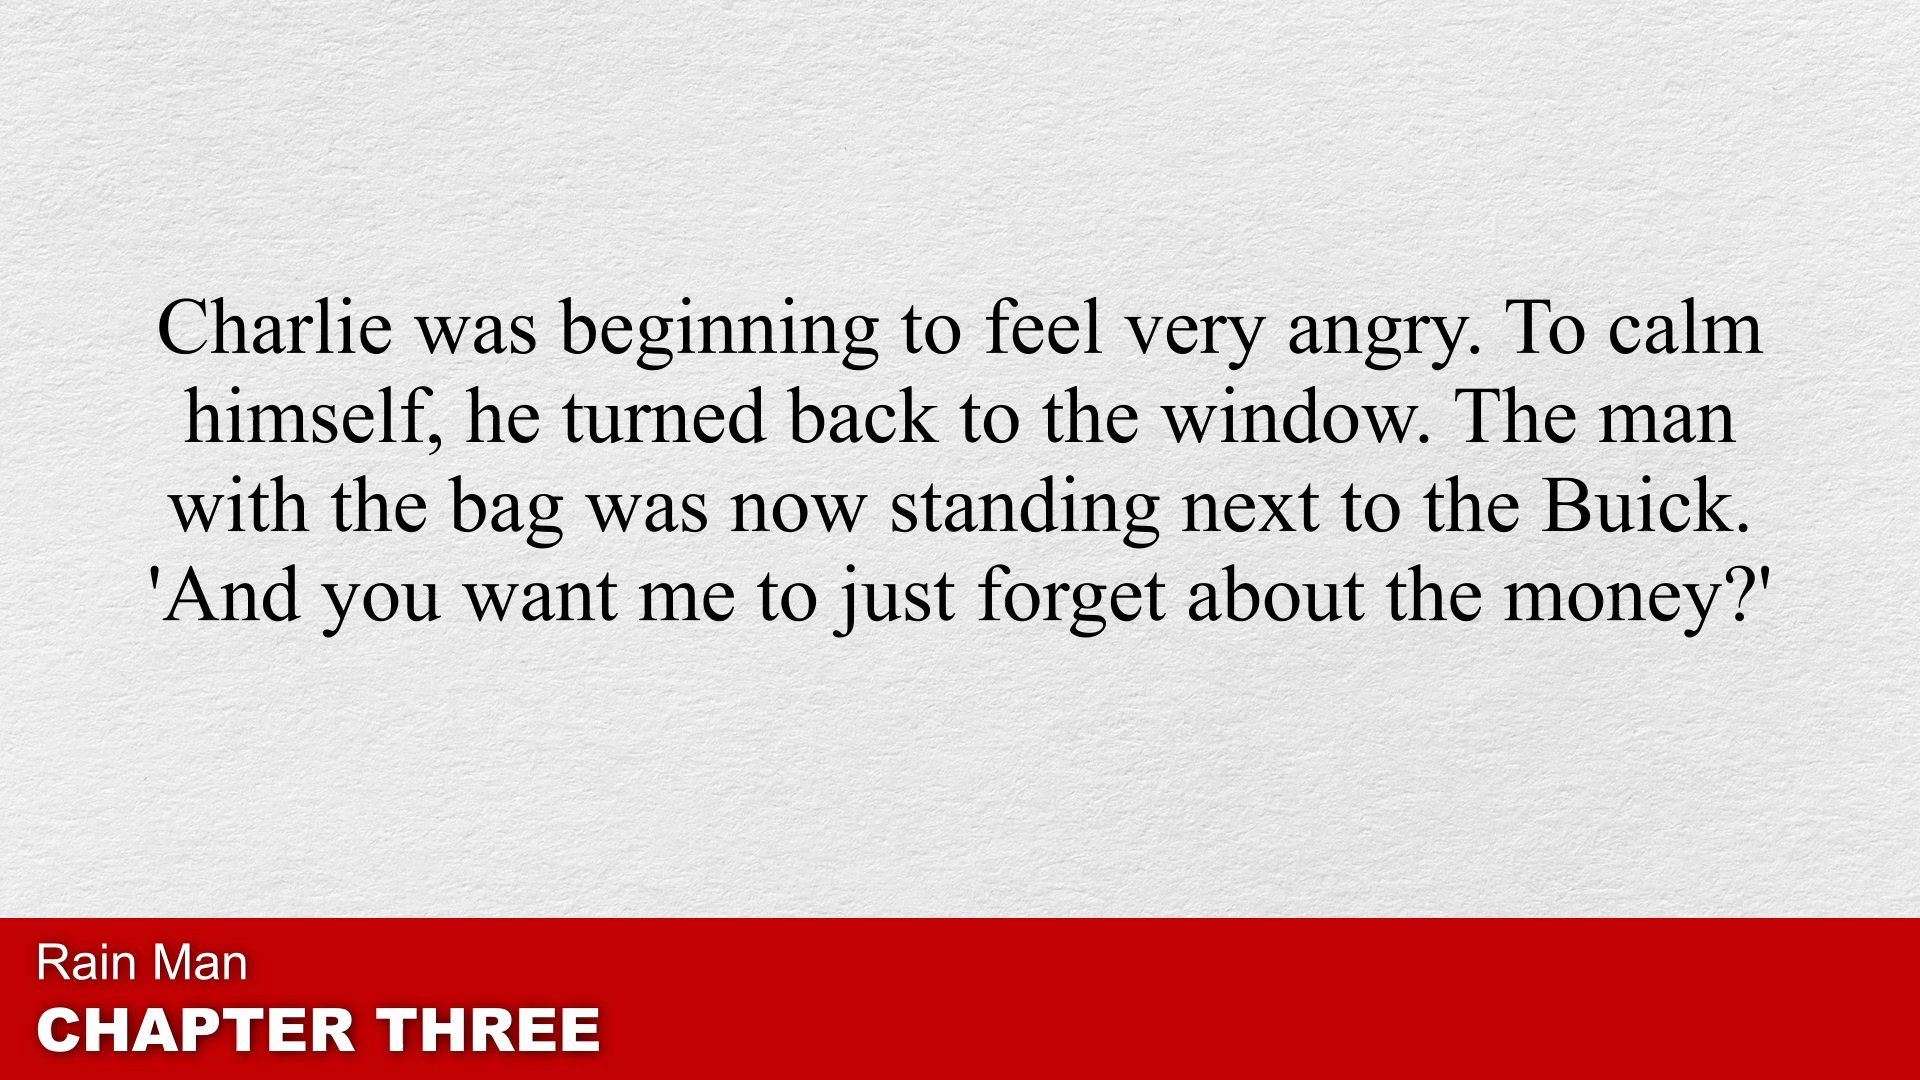 Charlie was beginning to feel very angry. To calm
himself, he turned back to the window. The man
with the bag was now standing next to the Buick.
'And you want me to just forget about the money?'
Rain Man
CHAPTER THREE